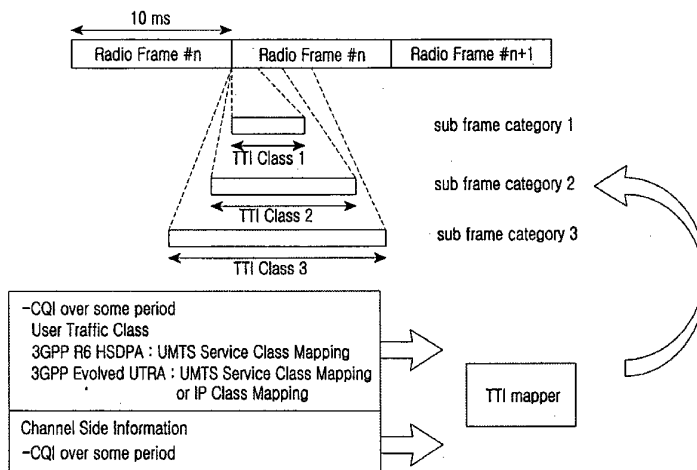 10 ms
Radio Frame #n Radio Frame #n Radio Frame #n+1
sub frame category 1
TTI Class 1
sub frame category 2
TTI Class 2
sub frame category 3
TTI Class 3
-CQI over some period
User Traffic Class
3GPP R6 HSDPA : UMTS Service Class Mapping
3GPP Evolved UTRA : UMTS Service Class Mapping
or IP Class Mapping
TTI mapper
Channel Side Information
-CQI over some period